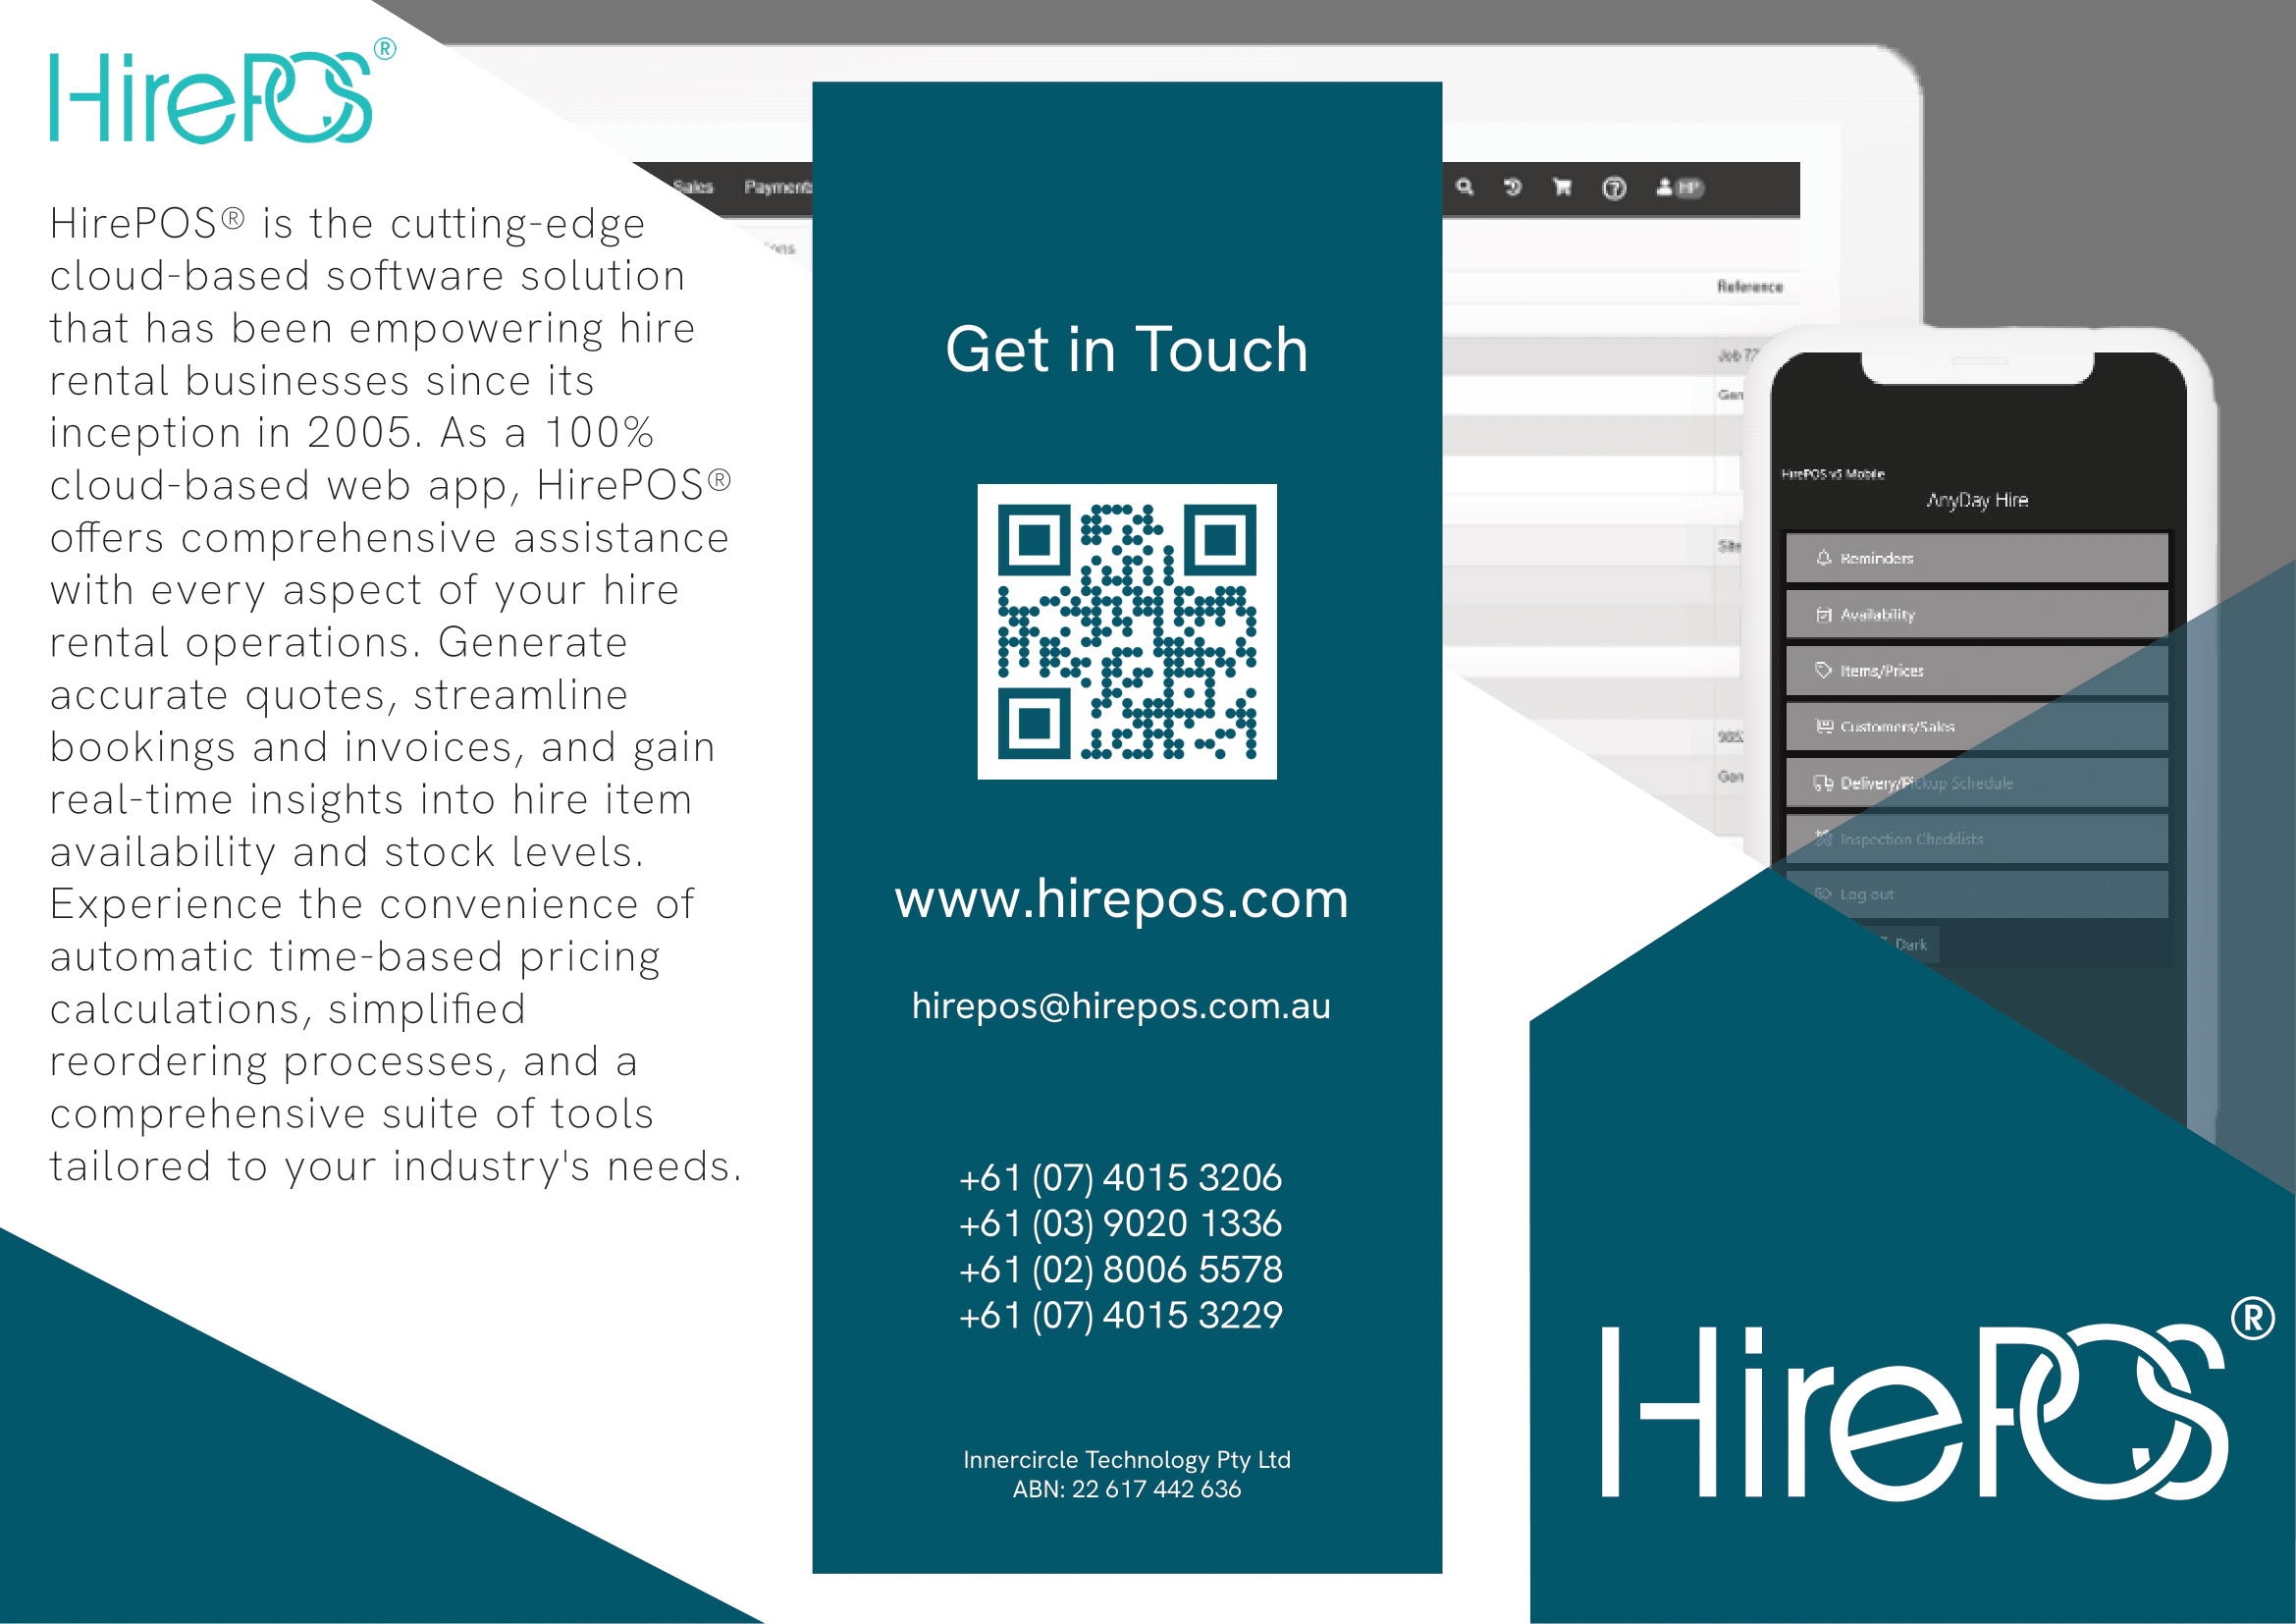 HirePOS®
HirePOS® is the cutting-edge
cloud-based software solution
that has been empowering hire
rental businesses since its
inception in 2005. As a 100%
cloud-based web app, HirePOS®
offers comprehensive assistance
with every aspect of your hire
rental operations. Generate
accurate quotes, streamline
bookings and invoices, and gain
real-time insights into hire item
availability and stock levels.
Experience the convenience of
automatic time-based pricing
calculations, simplified
reordering processes, and a
comprehensive suite of tools
tailored to your industry's needs.
Get in Touch
www.hirepos.com
hirepos@hirepos.com.au
+61 (07) 4015 3206
+61 (03) 9020 1336
+61 (02) 8006 5578
+61 (07) 4015 3229
Innercircle Technology Pty Ltd
ABN: 22 617 442 636
Sales Payments
HP
Reference
Job 77
Site
HirePOS v5 Mobile
AnyDay Hire
Reminders
Availability
Items/Prices
Customers/Sales
Delivery/Pickup Schedule
Inspection Checklists
Log out
Dark
HirePOS®